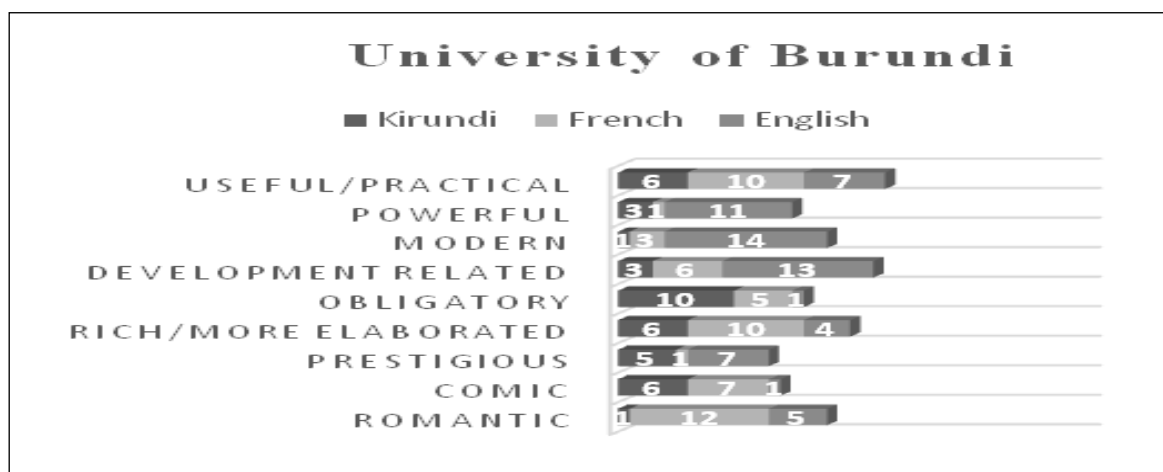 University of Burundi
Kirundi French English
USEFUL/PRACTICAL 6 10 7
POWERFUL 3 1 11
MODERN 1 3 14
DEVELOPMENT RELATED 3 6 13
OBLIGATORY 10 5 1
RICH/MORE ELABORATED 6 10 4
PRESTIGIOUS 5 1 7
COMIC 6 7 1
ROMANTIC 1 12 5